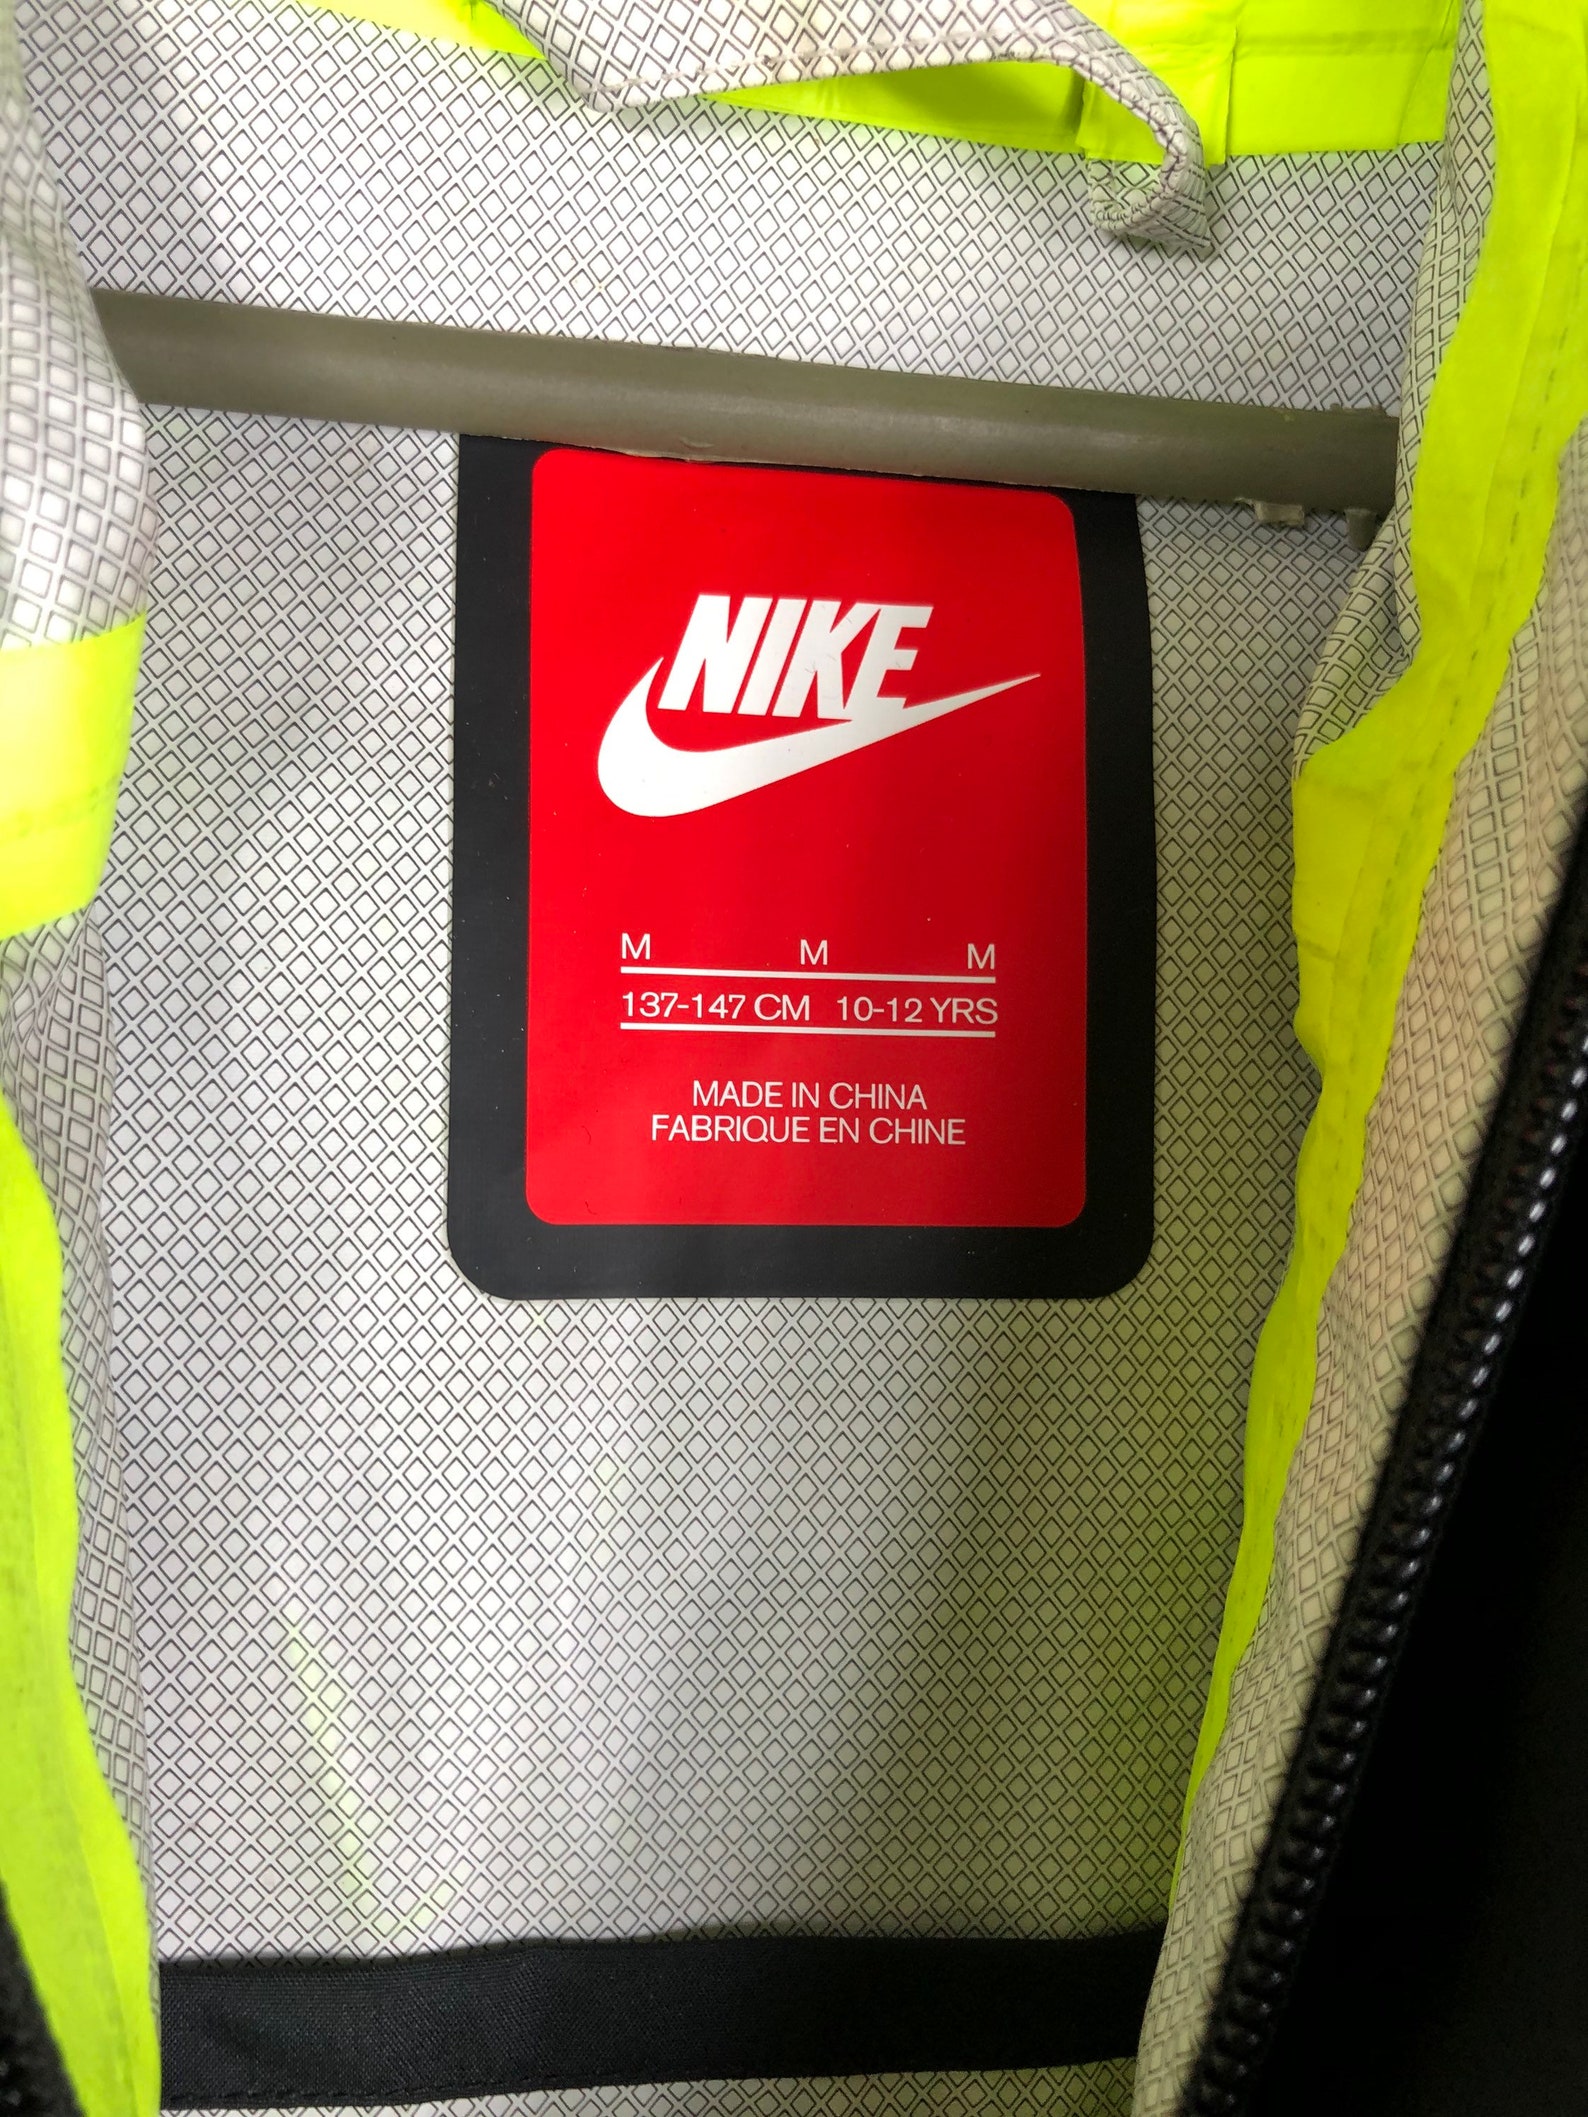 NIKE
M M M
137-147 CM 10-12 YRS
MADE IN CHINA
FABRIQUE EN CHINE